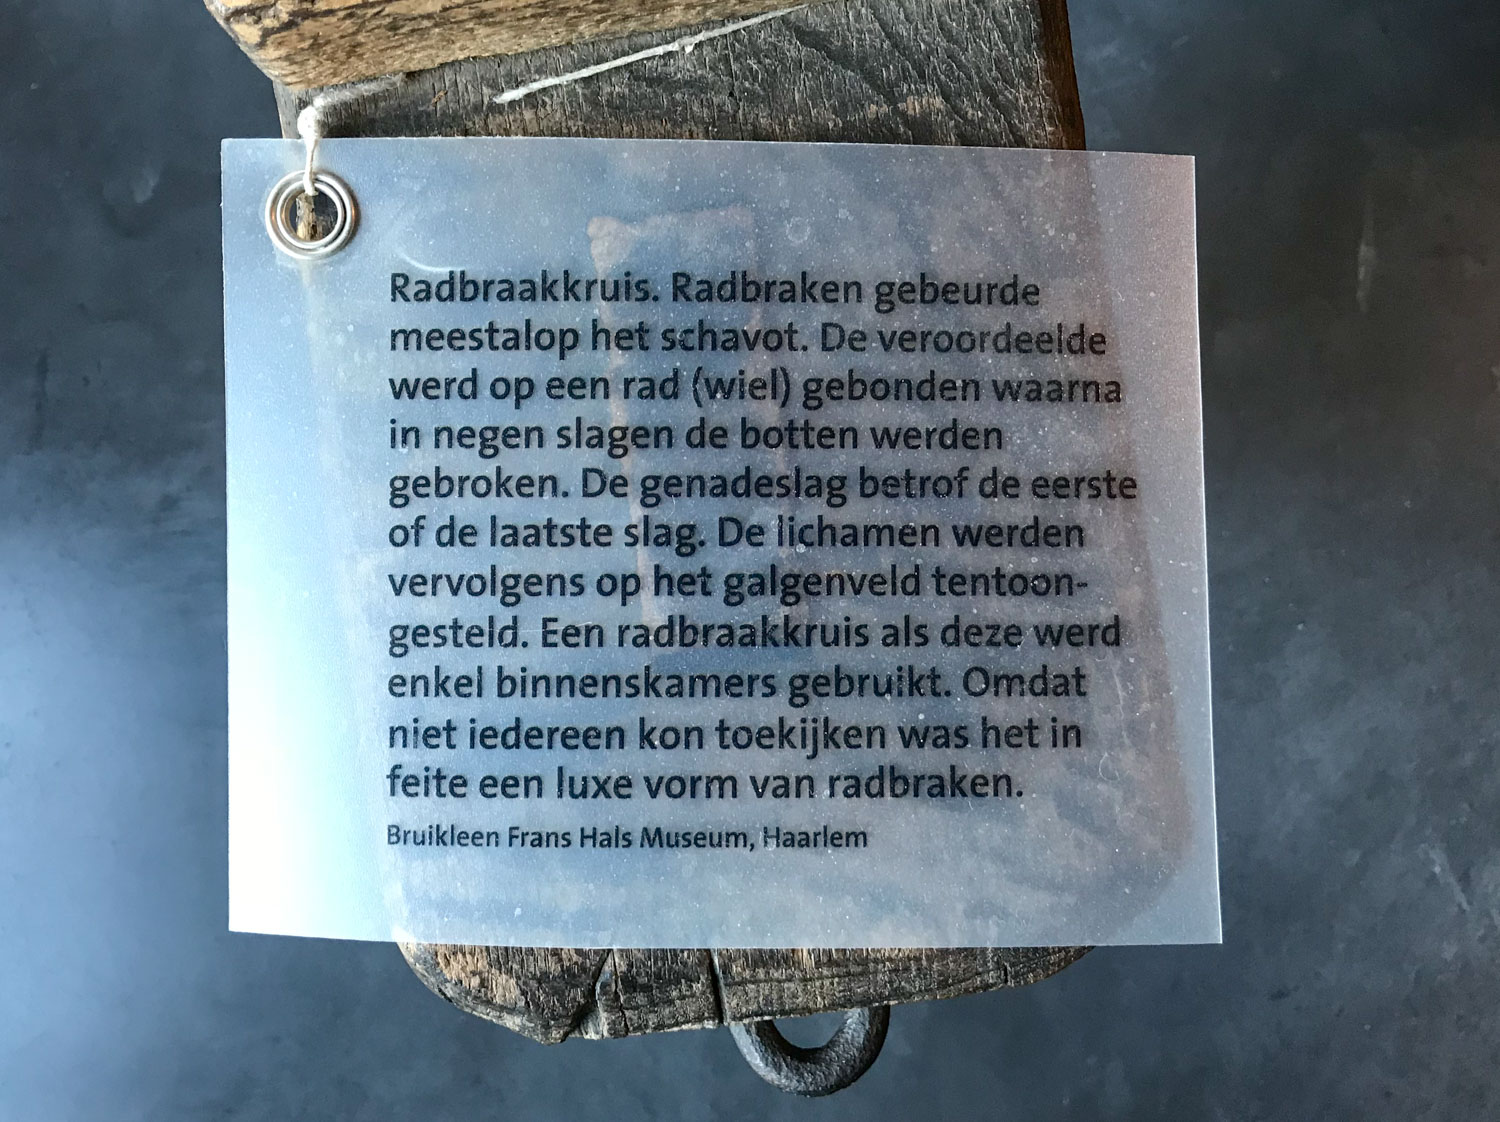 Radbraakkruis. Radbraken gebeurde
meestalop het schavot. De veroordeelde
werd op een rad (wiel) gebonden waarna
in negen slagen de botten werden
gebroken. De genadeslag betrof de eerste
of de laatste slag. De lichamen werden
vervolgens op het galgenveld tentoon-
gesteld. Een radbraakkruis als deze werd
enkel binnenskamers gebruikt. Omdat
niet iedereen kon toekijken was het in
feite een luxe vorm van radbraken.
Bruikleen Frans Hals Museum, Haarlem